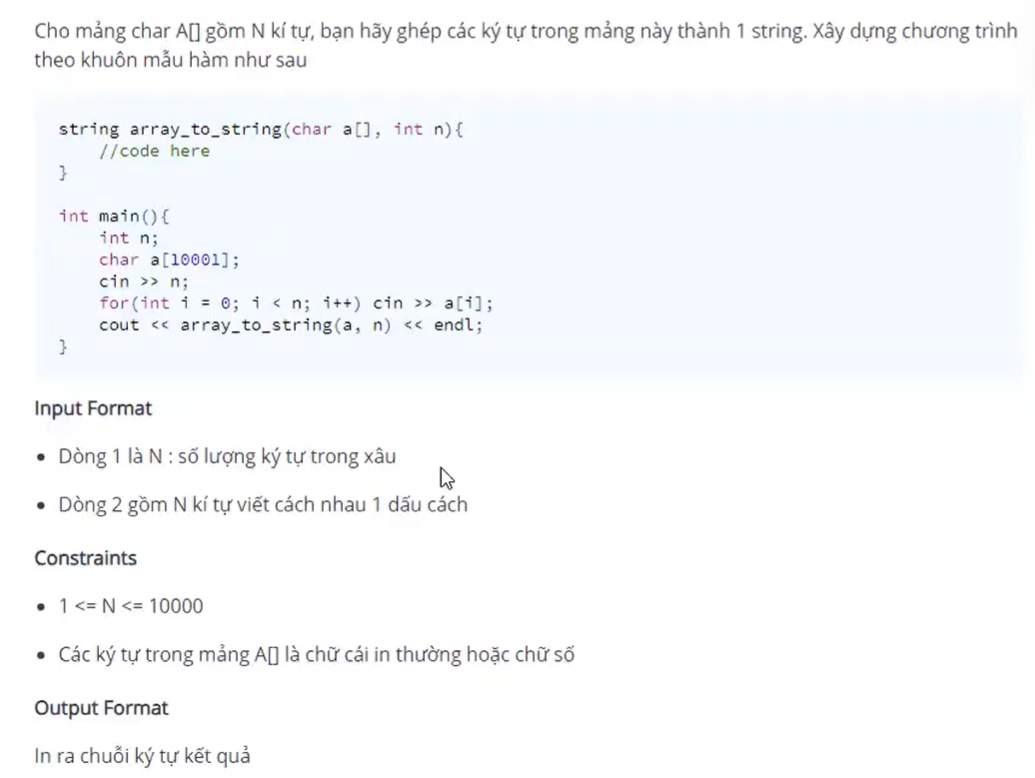 Cho mảng char A[] gồm N kí tự, bạn hãy ghép các ký tự trong mảng này thành 1 string. Xây dựng chương trình
theo khuôn mẫu hàm như sau
string array_to_string(char a[], int n){
    //code here
}
int main(){
    int n;
    char a[10001];
    cin >> n;
    for(int i = 0; i < n; i++) cin >> a[i];
    cout << array_to_string(a, n) << endl;
}
Input Format
• Dòng 1 là N : số lượng ký tự trong xâu
• Dòng 2 gồm N kí tự viết cách nhau 1 dấu cách
Constraints
• 1 <= N <= 10000
• Các ký tự trong mảng A[] là chữ cái in thường hoặc chữ số
Output Format
In ra chuỗi ký tự kết quả